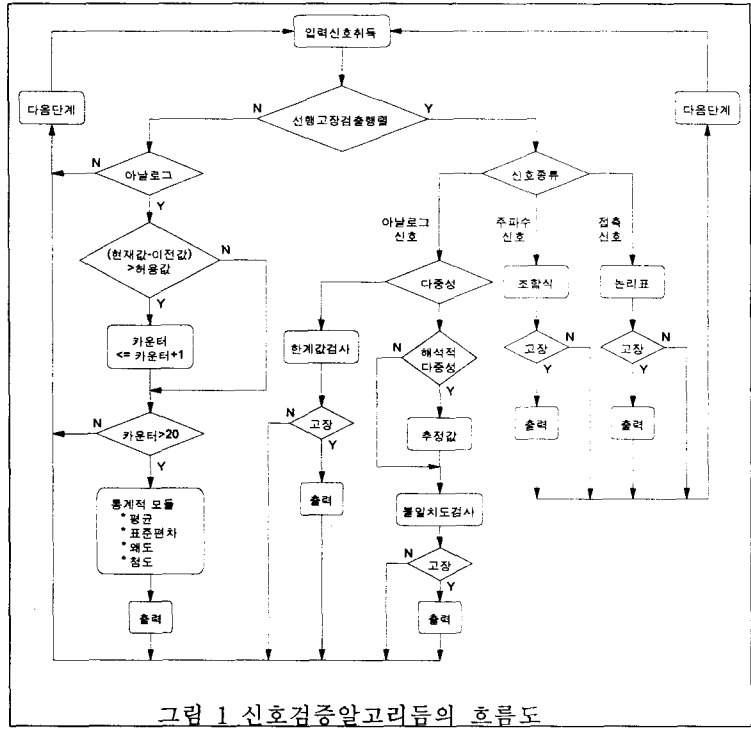 입력신호취득
다음단계
다음단계
N
Y
선행고장검출행렬
N
아날로그
Y
신호종류
아날로그
신호
주파수
신호
접촉
신호
(현재값-이전값)
>허용값
N
Y
다중성
조합식
논리표
카운터
<= 카운터+1
한계값검사
N
해석적
다중성
Y
고장
N
Y
고장
N
Y
N
카운터>20
Y
N
고장
Y
추정값
출력
출력
통계적 모듈
* 평균
* 표준편차
* 왜도
* 첨도
출력
불일치도검사
N
고장
Y
출력
출력
그림 1 신호검증알고리듬의 흐름도